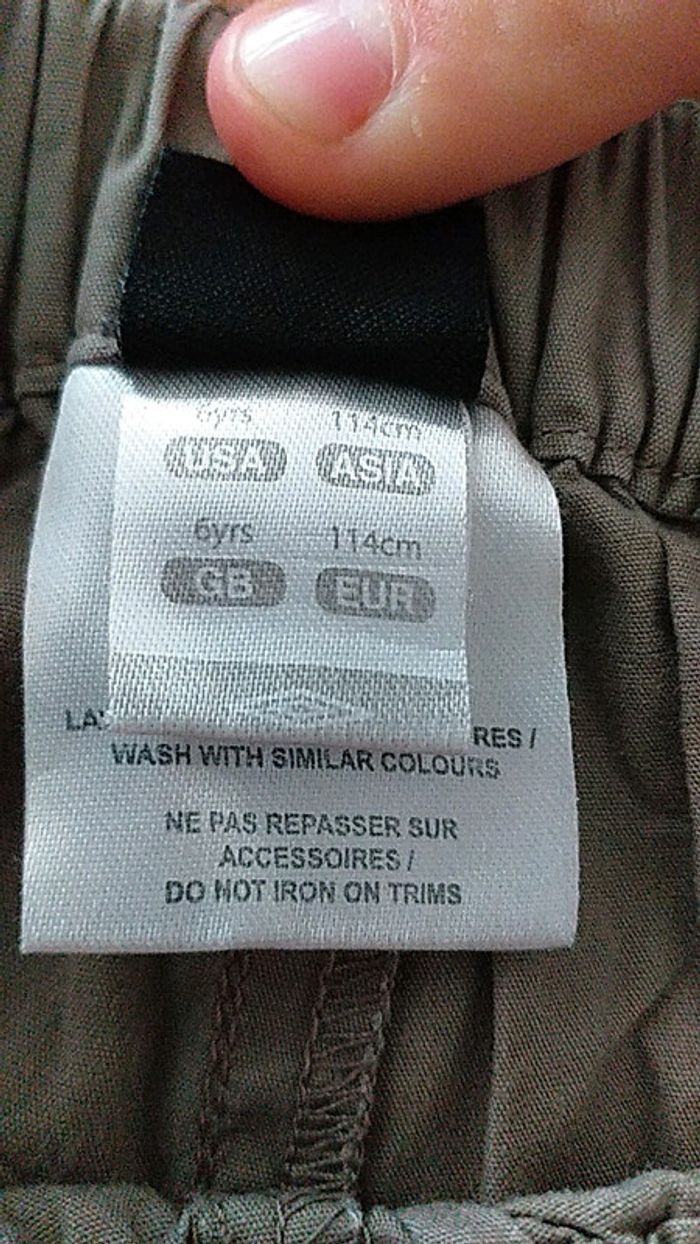 6yrs 114cm
USA ASIA
6yrs 114cm
GB EUR
RES /
WASH WITH SIMILAR COLOURS
NE PAS REPASSER SUR
ACCESSOIRES /
DO NOT IRON ON TRIMS